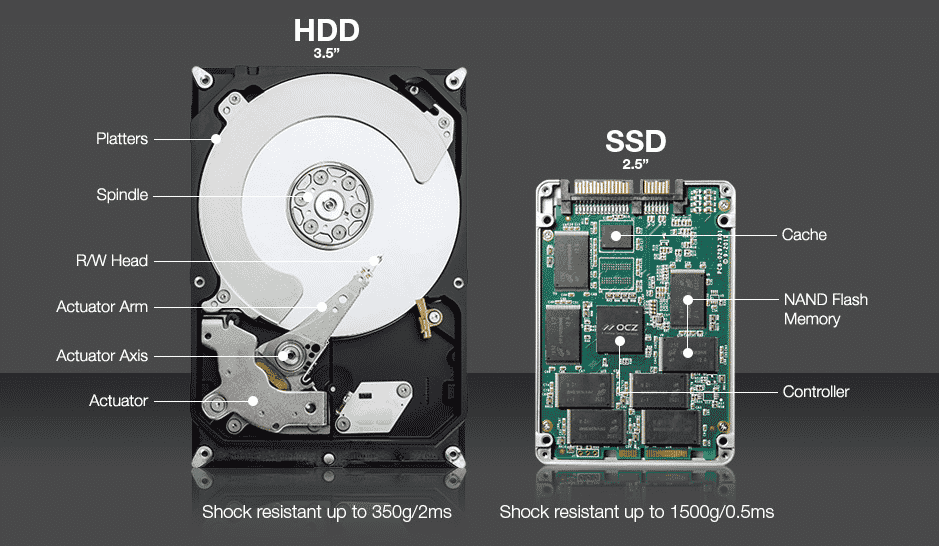 HDD
3.5”
SSD
2.5”
Platters
Spindle
R/W Head
Actuator Arm
Actuator Axis
Actuator
Cache
NAND Flash
Memory
Controller
OCZ
Shock resistant up to 350g/2ms
Shock resistant up to 1500g/0.5ms